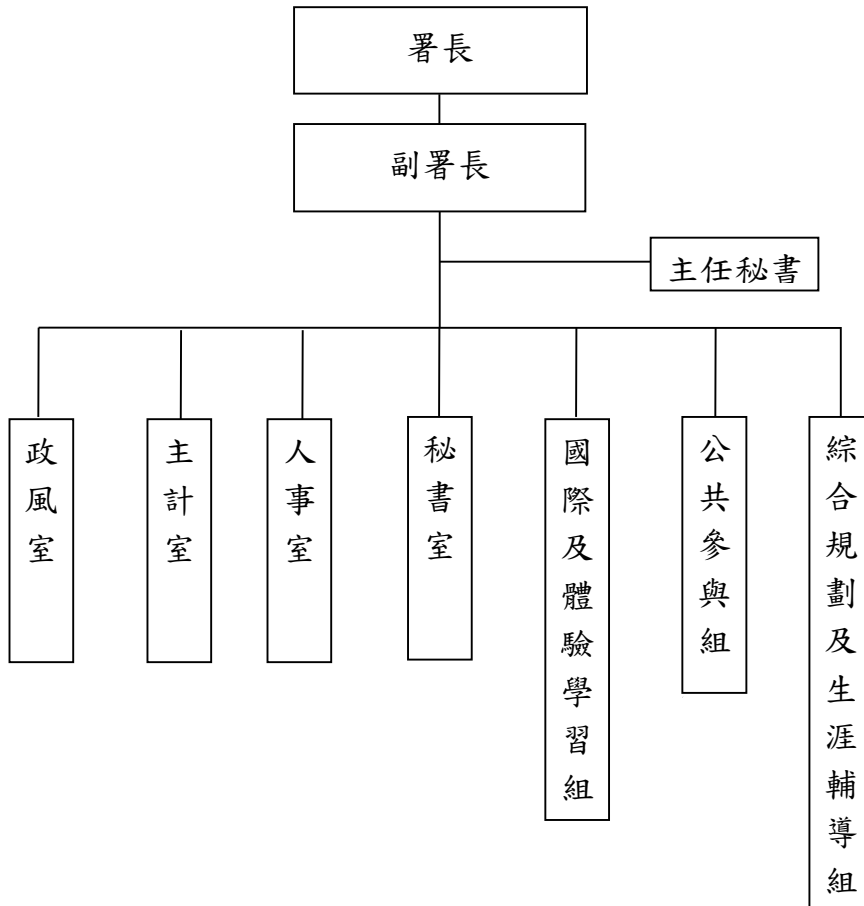 署長
副署長
主任秘書
政風室
主計室
人事室
秘書室
國際及體驗學習組
公共參與組
綜合規劃及生涯輔導組